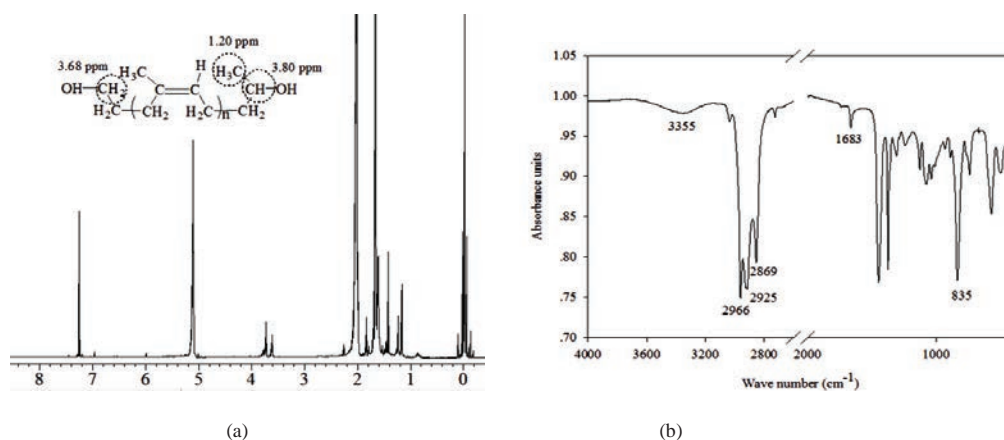 1.20 ppm
3.68 ppm
H
H₃C
3.80 ppm
H₃C
OH
CH₂
CH
OH
H₂C
(CH₂
H₂C)n
CH₂
8 7 6 5 4 3 2 1 0
(a)
1.05
1.00
.95
.90
.85
.80
.75
.70
Absorbance units
3355
1683
2869
2925
2966
835
4000 3600 3200 2800 2000 1000
Wave number (cm⁻¹)
(b)